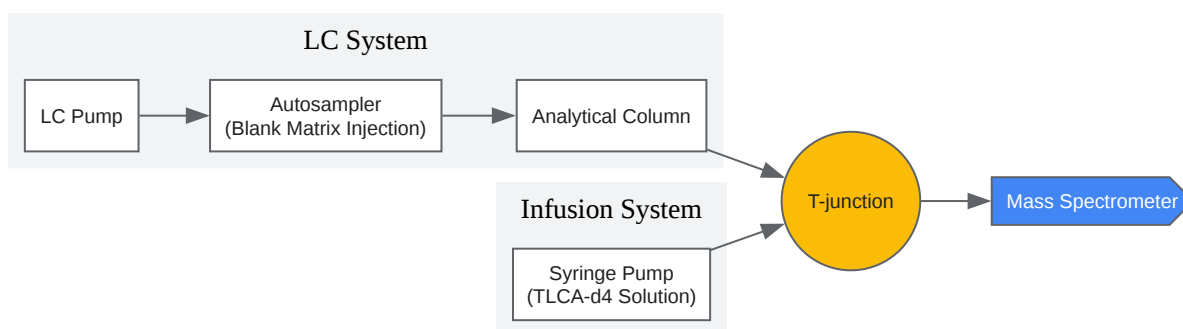 LC System
LC Pump
Autosampler
(Blank Matrix Injection)
Analytical Column
Infusion System
Syringe Pump
(TLCA-d4 Solution)
T-junction
Mass Spectrometer